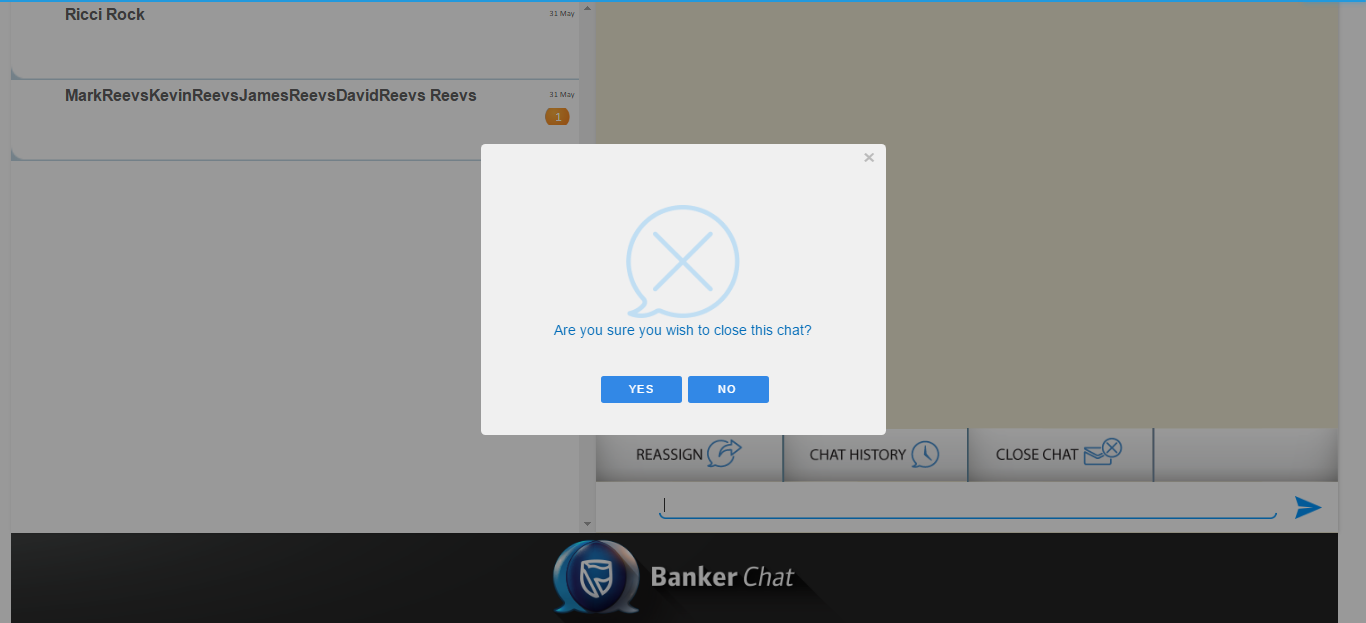 Ricci Rock
31 May
MarkReevsKevinReevsJamesReevsDavidReevs Reevs
31 May
1
×
Are you sure you wish to close this chat?
YES
NO
REASSIGN
CHAT HISTORY
CLOSE CHAT
Banker Chat